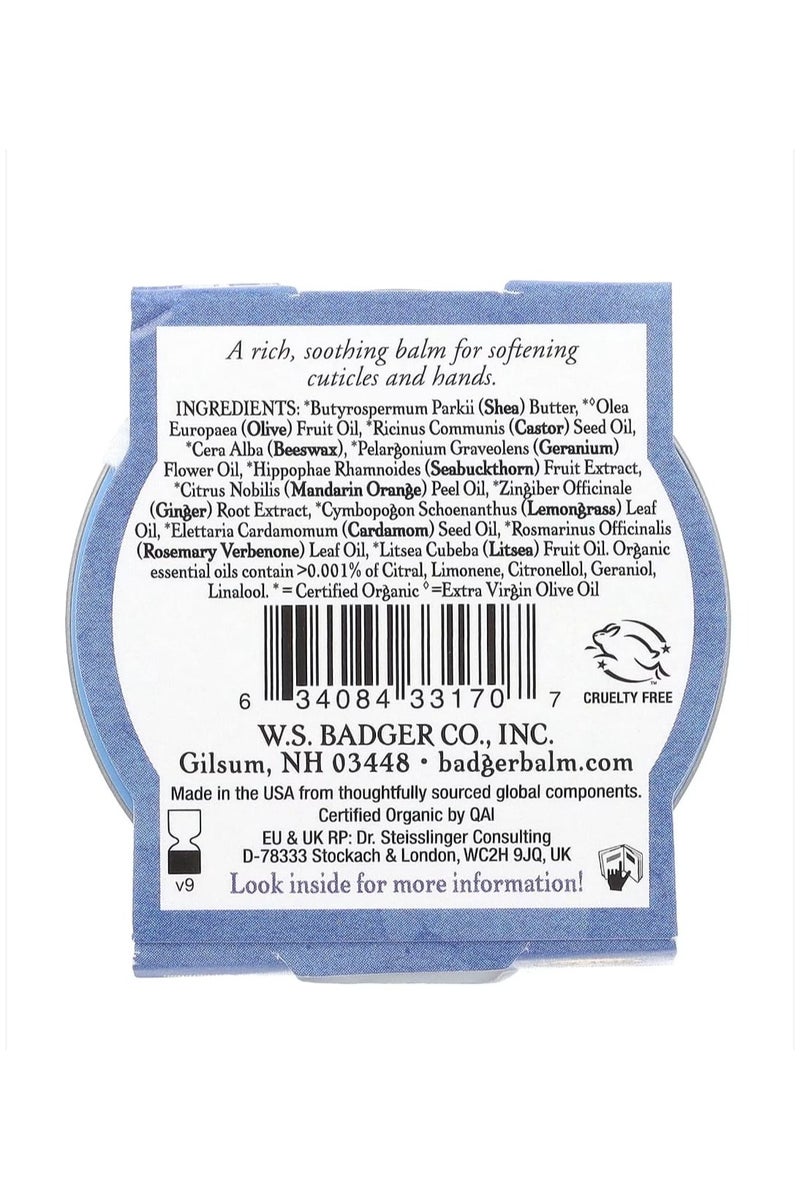 A rich, soothing balm for softening
cuticles and hands.
INGREDIENTS: *Butyrospermum Parkii (Shea) Butter, *◊Olea
Europaea (Olive) Fruit Oil, *Ricinus Communis (Castor) Seed Oil,
*Cera Alba (Beeswax), *Pelargonium Graveolens (Geranium)
Flower Oil, *Hippophae Rhamnoides (Seabuckthorn) Fruit Extract,
*Citrus Nobilis (Mandarin Orange) Peel Oil, *Zingiber Officinale
(Ginger) Root Extract, *Cymbopogon Schoenanthus (Lemongrass) Leaf
Oil, *Elettaria Cardamomum (Cardamom) Seed Oil, *Rosmarinus Officinalis
(Rosemary Verbenone) Leaf Oil, *Litsea Cubeba (Litsea) Fruit Oil. Organic
essential oils contain >0.001% of Citral, Limonene, Citronellol, Geraniol,
Linalool. * = Certified Organic ◊ =Extra Virgin Olive Oil
6 34084 33170 7
TM
CRUELTY FREE
W.S. BADGER CO., INC.
Gilsum, NH 03448 • badgerbalm.com
Made in the USA from thoughtfully sourced global components.
Certified Organic by QAI
EU & UK RP: Dr. Steisslinger Consulting
D-78333 Stockach & London, WC2H 9JQ, UK
v9
Look inside for more information!